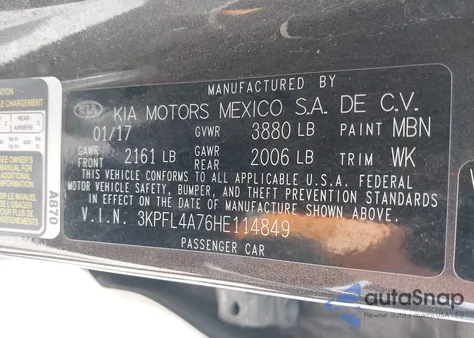 MANUFACTURED BY
KIA KIA MOTORS MEXICO S.A. DE C.V.
01/17 GVWR 3880 LB PAINT MBN
GAWR FRONT 2161 LB GAWR REAR 2006 LB TRIM WK
THIS VEHICLE CONFORMS TO ALL APPLICABLE U.S.A. FEDERAL
MOTOR VEHICLE SAFETY, BUMPER, AND THEFT PREVENTION STANDARDS
IN EFFECT ON THE DATE OF MANUFACTURE SHOWN ABOVE.
V.I.N. 3KPFL4A76HE114849
PASSENGER CAR
REAR
A870
autoSnap